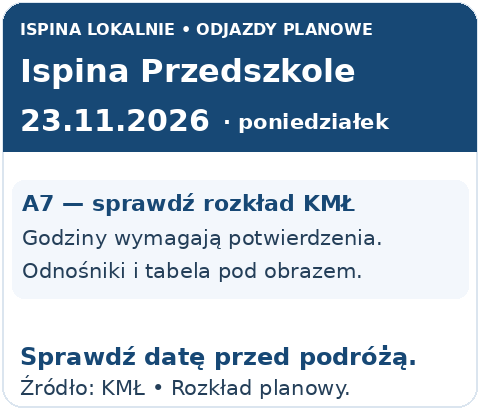 ISPINA LOKALNIE • ODJAZDY PLANOWE
Ispina Przedszkole
23.11.2026 · poniedziałek
A7 — sprawdź rozkład KMŁ
Godziny wymagają potwierdzenia.
Odnośniki i tabela pod obrazem.
Sprawdź datę przed podróżą.
Źródło: KMŁ • Rozkład planowy.